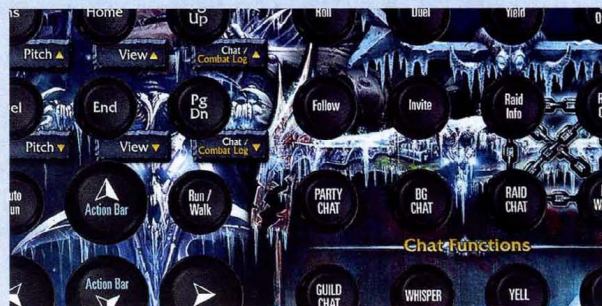 Home
Pg
Up
Roll
Duel
Yield
Pitch ▲
View ▲
Chat /
Combat Log ▲
End
Pg
Dn
Follow
Invite
Raid
Info
Pitch ▼
View ▼
Chat /
Combat Log ▼
Action Bar
Run /
Walk
PARTY
CHAT
BG
CHAT
RAID
CHAT
Chat Functions
Action Bar
GUILD
CHAT
WHISPER
YELL